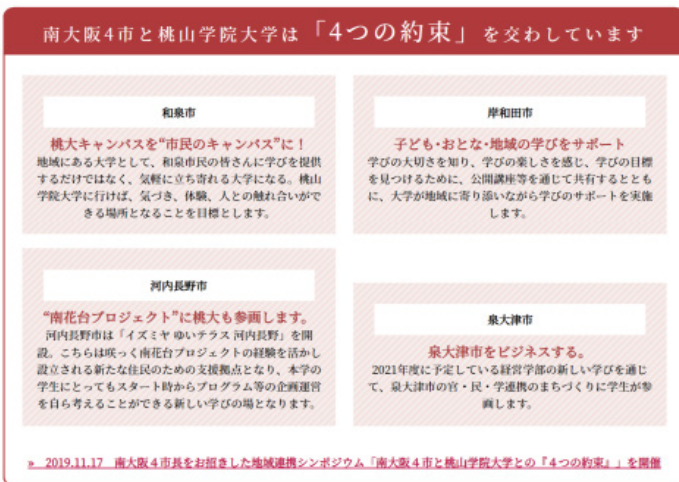 南大阪4市と桃山学院大学は「4つの約束」を交わしています
和泉市
桃大キャンパスを“市民のキャンパス”に！
地域にある大学として、和泉市民の皆さんに学びを提供
するだけではなく、気軽に立ち寄れる大学になる。桃山
学院大学に行けば、気づき、体験、人との触れ合いがで
きる場所となることを目標とします。
岸和田市
子ども・おとな・地域の学びをサポート
学びの大切さを知り、学びの楽しさを感じ、学びの目標
を見つけるために、公開講座等を通じて共有するととも
に、大学が地域に寄り添いながら学びのサポートを実施
します。
河内長野市
“南花台プロジェクト”に桃大も参画します。
河内長野市は「イズミヤ ゆいテラス 河内長野」を開
設。こちらは咲っく南花台プロジェクトの経験を活かし
設立される新たな住民のための支援拠点となり、本学の
学生にとってもスタート時からプログラム等の企画運営
を自ら考えることができる新しい学びの場となります。
泉大津市
泉大津市をビジネスする。
2021年度に予定している経営学部の新しい学びを通じ
て、泉大津市の官・民・学連携のまちづくりに学生が参
画します。
» 2019.11.17 南大阪４市長をお招きした地域連携シンポジウム「南大阪４市と桃山学院大学との『４つの約束』」を開催